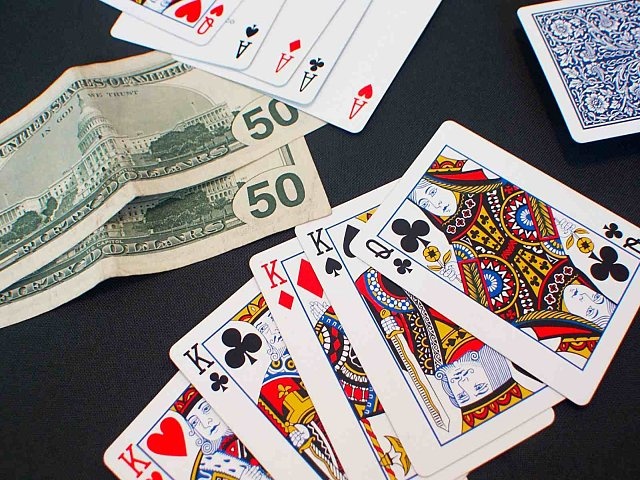 A
A
A
A
UNITED STATES OF AMERICA
IN GOD WE TRUST
50
FIFTY DOLLARS
50
FIFTY DOLLARS
Q
Q
K
K
K
K